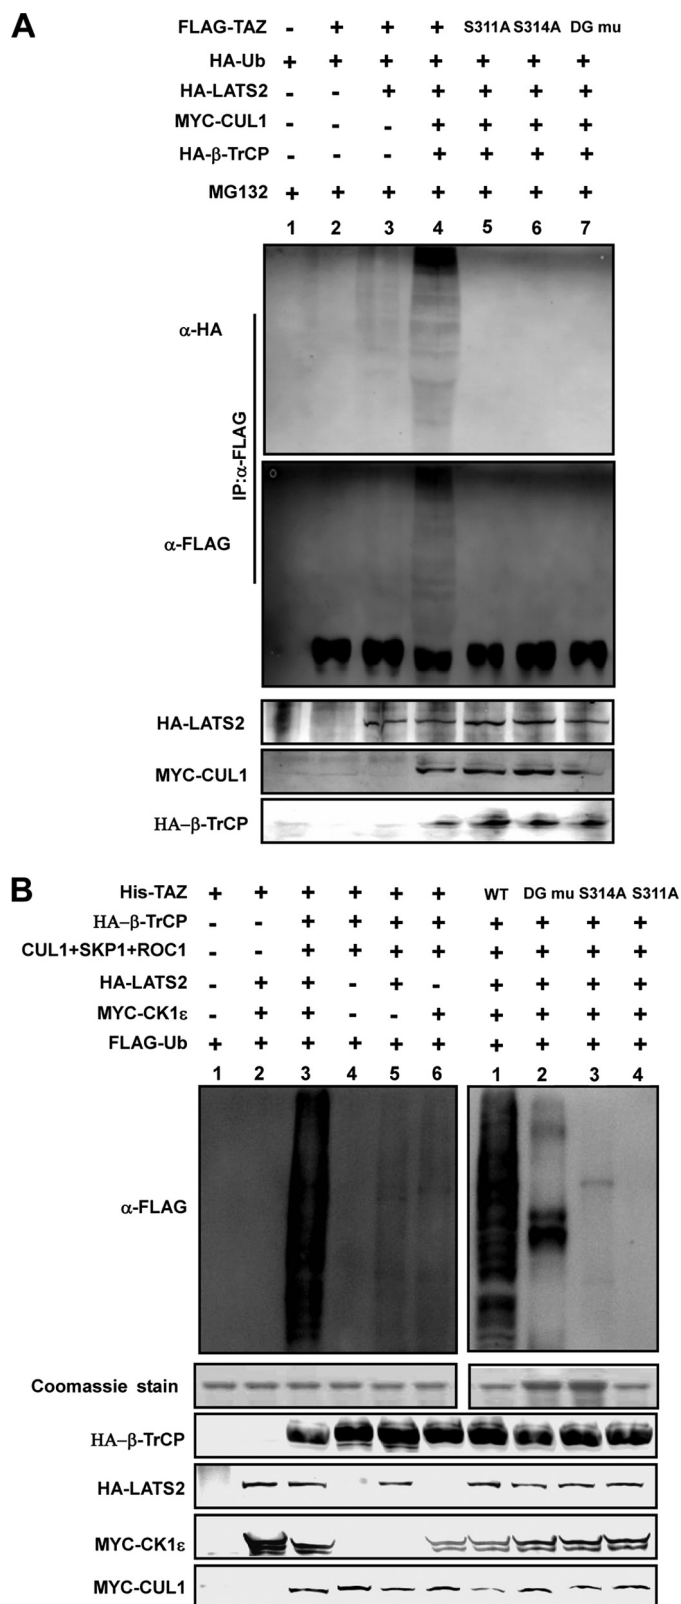 A
FLAG-TAZ - + + + S311A S314A DG mu
HA-Ub + + + + + + +
HA-LATS2 - - + + + + +
MYC-CUL1 - - - + + + +
HA-β-TrCP - - - + + + +
MG132 + + + + + + +
1 2 3 4 5 6 7
α-HA
IP:α-FLAG
α-FLAG
HA-LATS2
MYC-CUL1
HA-β-TrCP
B
His-TAZ + + + + + + WT DG mu S314A S311A
HA-β-TrCP - - + + + + + + + +
CUL1+SKP1+ROC1 - - + + + + + + + +
HA-LATS2 - + + - + - + + + +
MYC-CK1ε - + + - - + + + + +
FLAG-Ub + + + + + + + + + +
1 2 3 4 5 6 1 2 3 4
α-FLAG
Coomassie stain
HA-β-TrCP
HA-LATS2
MYC-CK1ε
MYC-CUL1